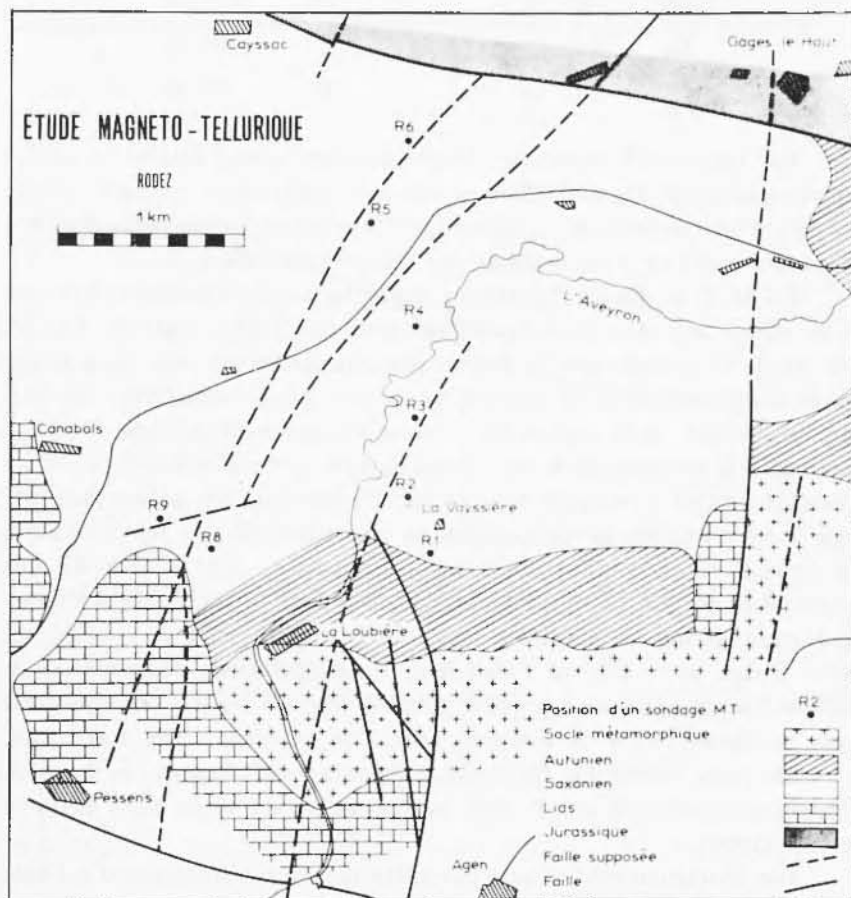 Cayssac
Gages le Haut
ETUDE MAGNETO-TELLURIQUE
RODEZ
1 km
R6
R5
L'Aveyron
R4
R3
Canabols
R2
La Vayssière
R9
R8
R1
La Loubière
Position d'un sondage M.T.
R2
Socle métamorphique
Autunien
Saxonien
Lias
Jurassique
Faille supposée
Faille
Pessens
Agen